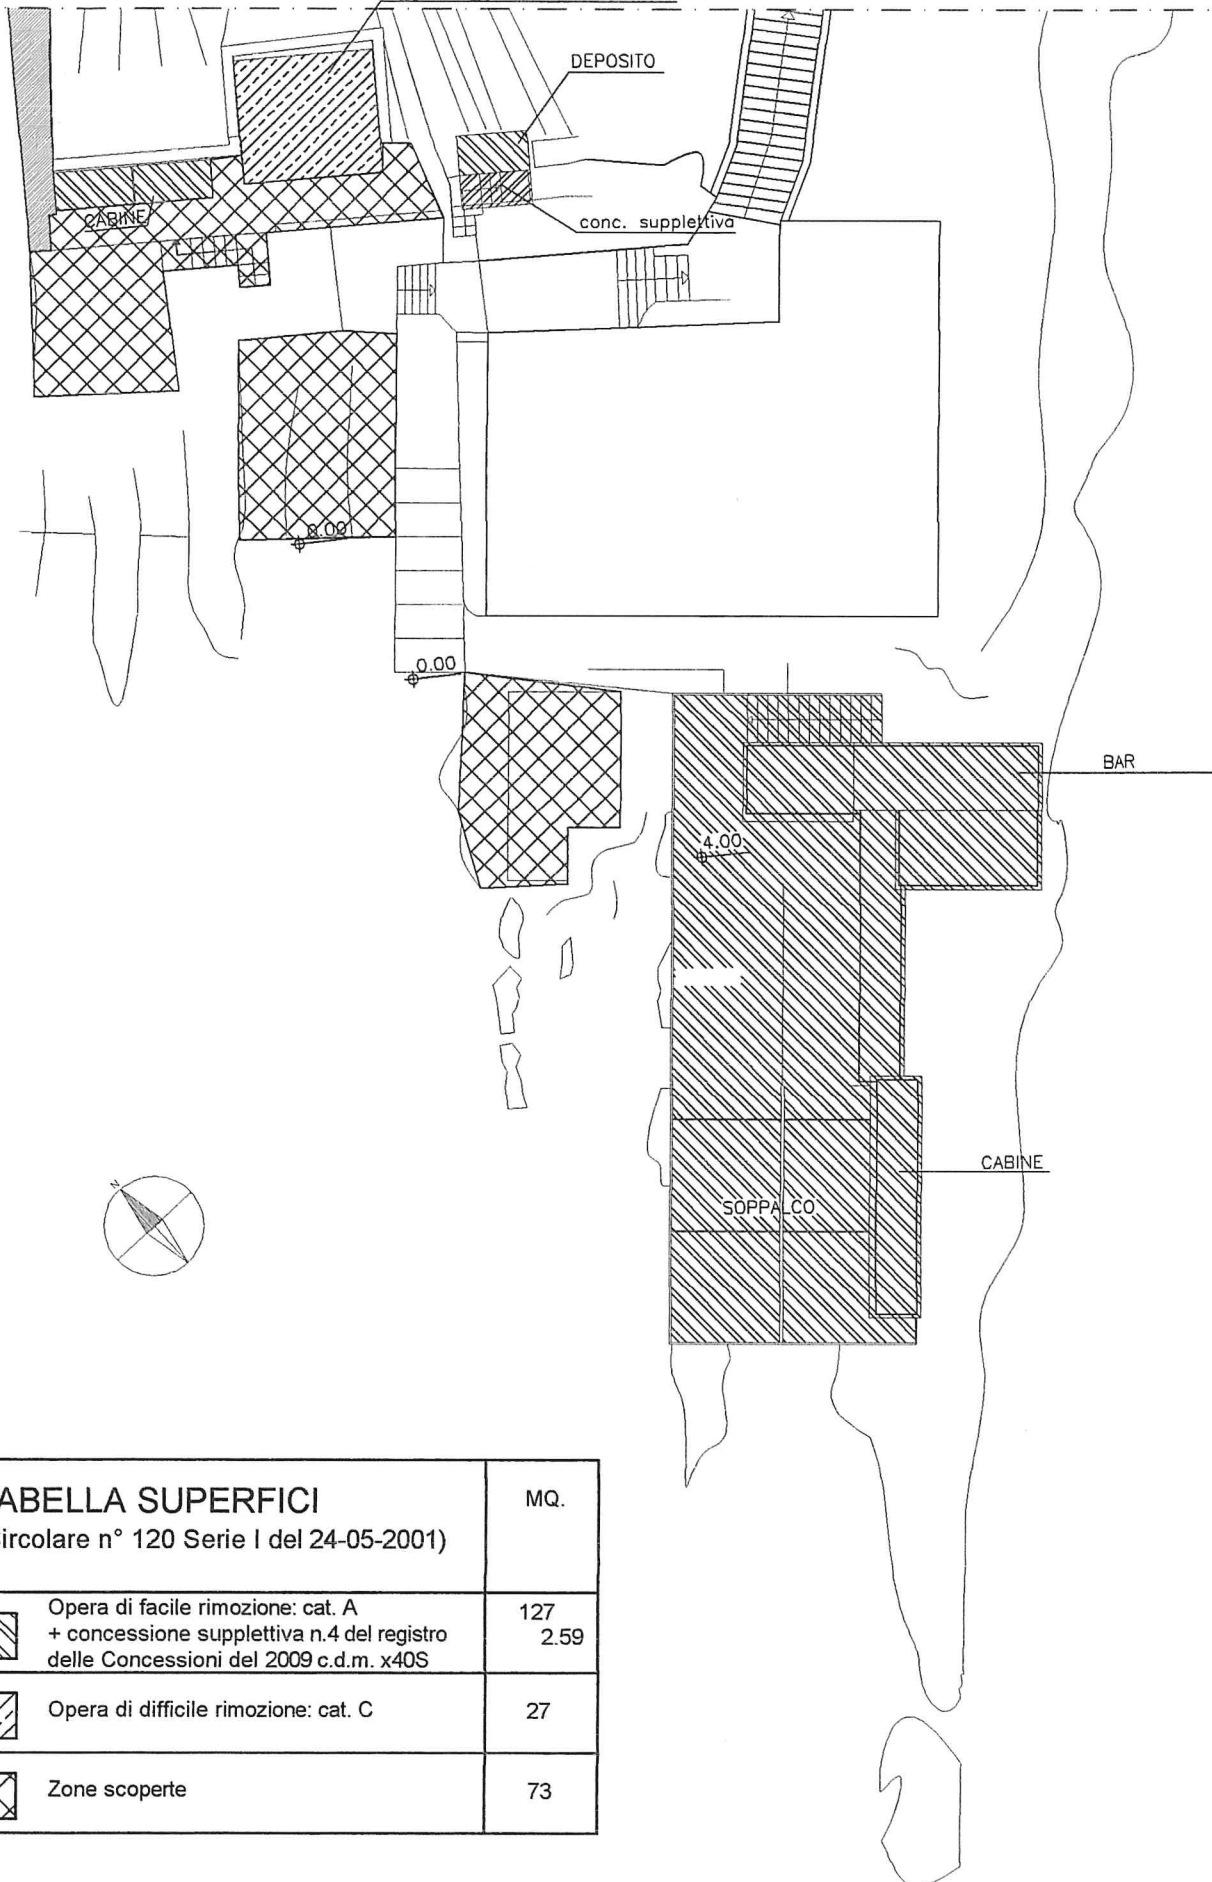 DEPOSITO
CABINE
conc. supplettiva
0.00
0.00
BAR
4.00
N
CABINE
SOPPALCO
ABELLA SUPERFICI
MQ.
ircolare n° 120 Serie I del 24-05-2001)
Opera di facile rimozione: cat. A
127
+ concessione supplettiva n.4 del registro
2.59
delle Concessioni del 2009 c.d.m. x40S
Opera di difficile rimozione: cat. C
27
Zone scoperte
73